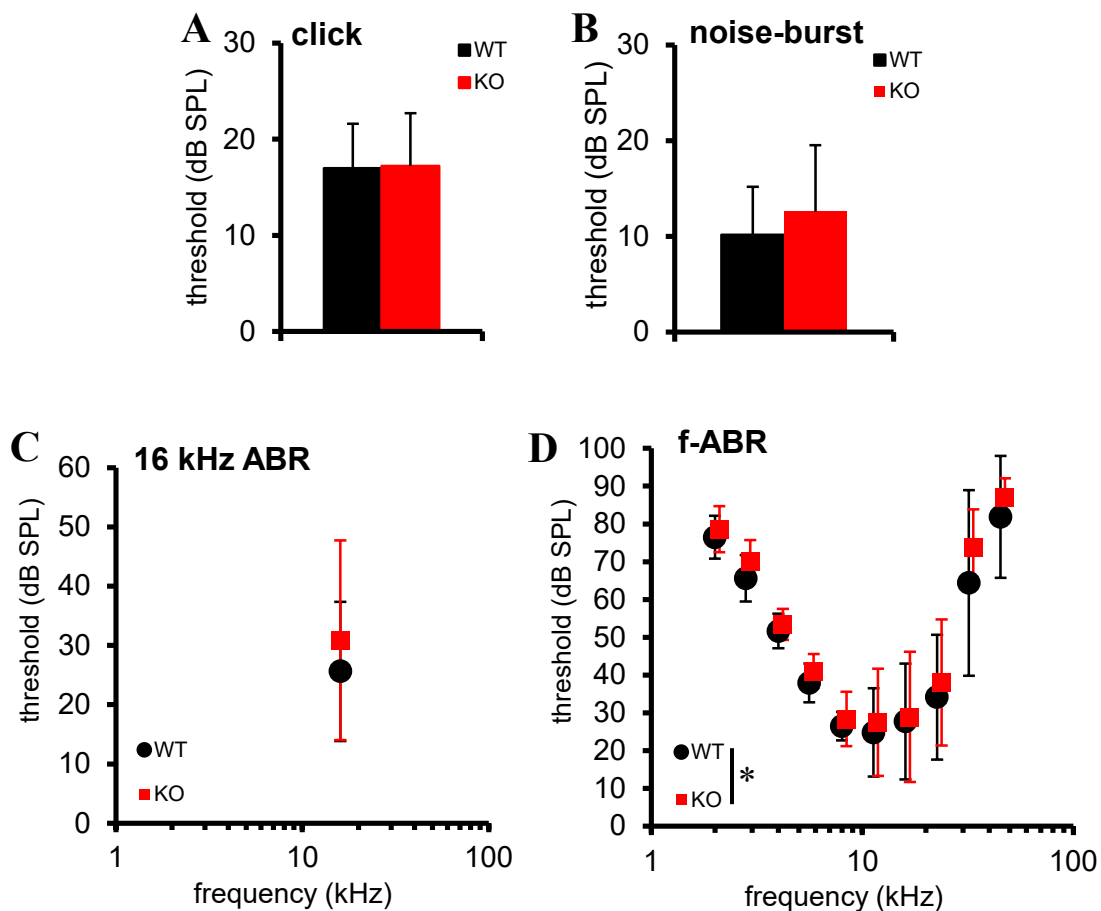 A click
threshold (dB SPL)
30
20
10
0
WT
KO
B noise-burst
threshold (dB SPL)
30
20
10
0
WT
KO
C 16 kHz ABR
threshold (dB SPL)
60
50
40
30
20
10
0
WT
KO
1 10 100
frequency (kHz)
D f-ABR
threshold (dB SPL)
100
90
80
70
60
50
40
30
20
10
0
WT
*
KO
1 10 100
frequency (kHz)